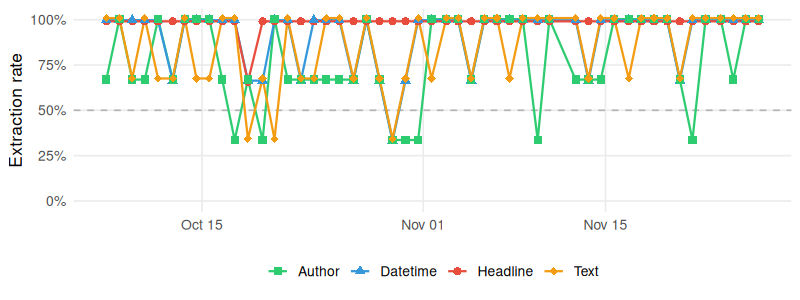 Extraction rate
100%
75%
50%
25%
0%
Oct 15 Nov 01 Nov 15
Author Datetime Headline Text